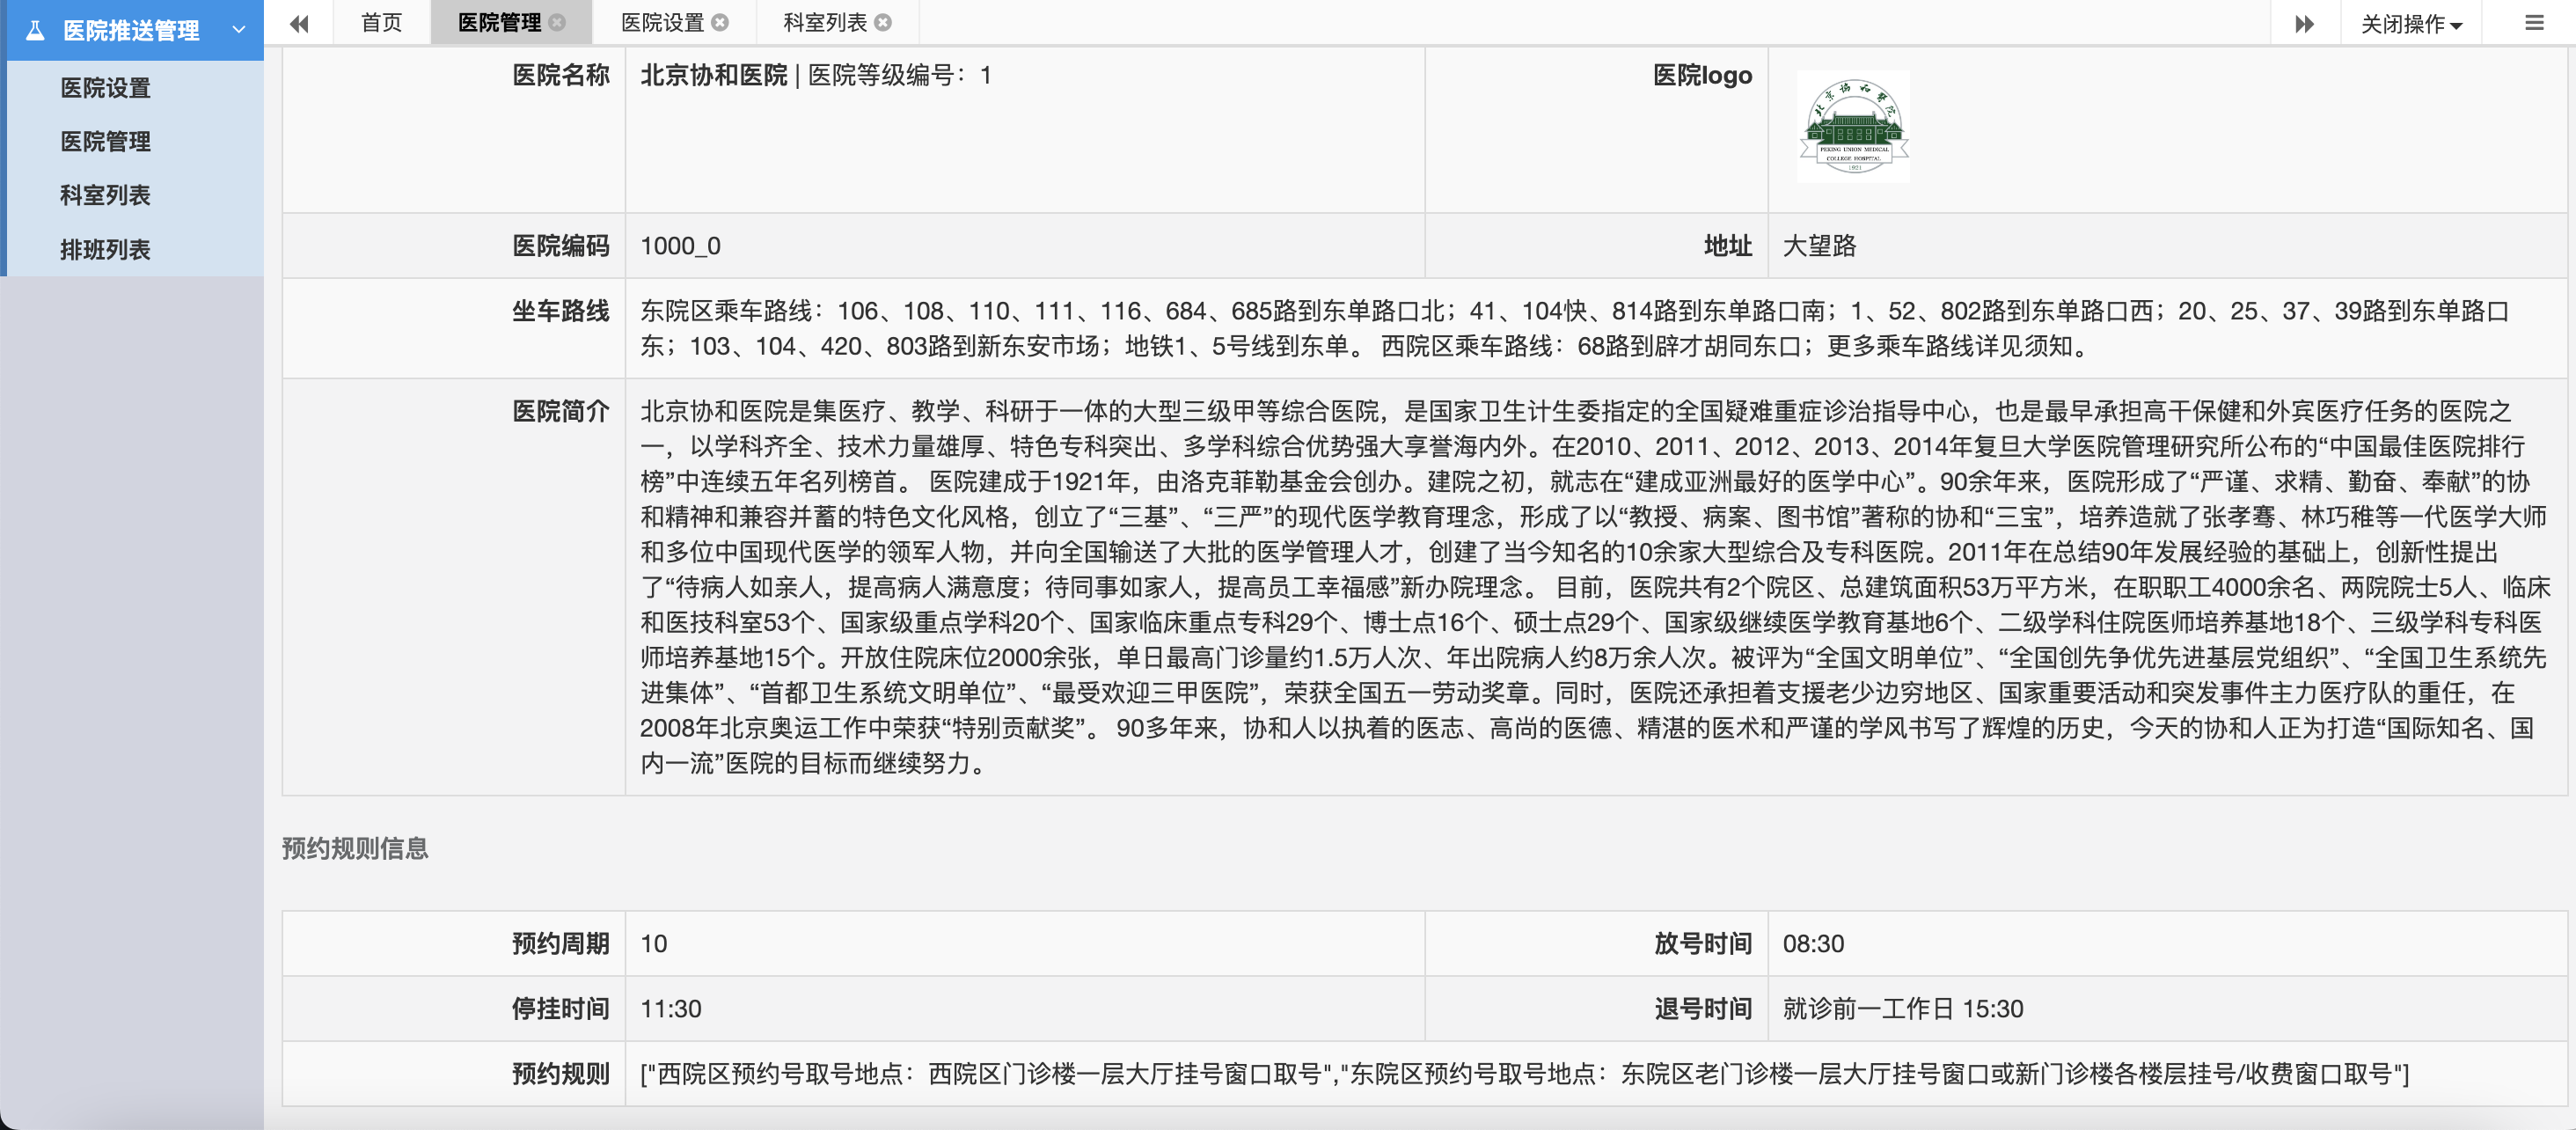 医院推送管理
医院设置
医院管理
科室列表
排班列表
首页
医院管理
医院设置
科室列表
关闭操作
医院名称
北京协和医院 | 医院等级编号：1
医院logo
北京协和医院
PEKING UNION MEDICAL
COLLEGE HOSPITAL
1921
医院编码
1000_0
地址
大望路
坐车路线
东院区乘车路线：106、108、110、111、116、684、685路到东单路口北；41、104快、814路到东单路口南；1、52、802路到东单路口西；20、25、37、39路到东单路口
东；103、104、420、803路到新东安市场；地铁1、5号线到东单。 西院区乘车路线：68路到辟才胡同东口；更多乘车路线详见须知。
医院简介
北京协和医院是集医疗、教学、科研于一体的大型三级甲等综合医院，是国家卫生计生委指定的全国疑难重症诊治指导中心，也是最早承担高干保健和外宾医疗任务的医院之
一，以学科齐全、技术力量雄厚、特色专科突出、多学科综合优势强大享誉海内外。在2010、2011、2012、2013、2014年复旦大学医院管理研究所公布的“中国最佳医院排行
榜”中连续五年名列榜首。 医院建成于1921年，由洛克菲勒基金会创办。建院之初，就志在“建成亚洲最好的医学中心”。90余年来，医院形成了“严谨、求精、勤奋、奉献”的协
和精神和兼容并蓄的特色文化风格，创立了“三基”、“三严”的现代医学教育理念，形成了以“教授、病案、图书馆”著称的协和“三宝”，培养造就了张孝骞、林巧稚等一代医学大师
和多位中国现代医学的领军人物，并向全国输送了大批的医学管理人才，创建了当今知名的10余家大型综合及专科医院。2011年在总结90年发展经验的基础上，创新性提出
了“待病人如亲人，提高病人满意度；待同事如家人，提高员工幸福感”新办院理念。 目前，医院共有2个院区、总建筑面积53万平方米，在职职工4000余名、两院院士5人、临床
和医技科室53个、国家级重点学科20个、国家临床重点专科29个、博士点16个、硕士点29个、国家级继续医学教育基地6个、二级学科住院医师培养基地18个、三级学科专科医
师培养基地15个。开放住院床位2000余张，单日最高门诊量约1.5万人次、年出院病人约8万余人次。被评为“全国文明单位”、“全国创先争优先进基层党组织”、“全国卫生系统先
进集体”、“首都卫生系统文明单位”、“最受欢迎三甲医院”，荣获全国五一劳动奖章。同时，医院还承担着支援老少边穷地区、国家重要活动和突发事件主力医疗队的重任，在
2008年北京奥运工作中荣获“特别贡献奖”。 90多年来，协和人以执着的医志、高尚的医德、精湛的医术和严谨的学风书写了辉煌的历史，今天的协和人正为打造“国际知名、国
内一流”医院的目标而继续努力。
预约规则信息
预约周期
10
放号时间
08:30
停挂时间
11:30
退号时间
就诊前一工作日 15:30
预约规则
["西院区预约号取号地点：西院区门诊楼一层大厅挂号窗口取号","东院区预约号取号地点：东院区老门诊楼一层大厅挂号窗口或新门诊楼各楼层挂号/收费窗口取号"]